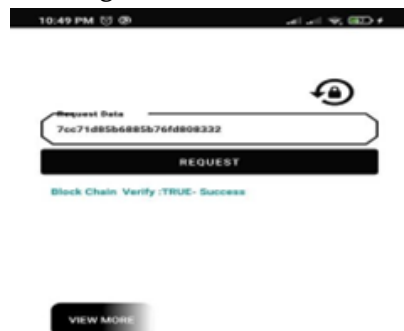 10:49 PM
Request Data
7cc71d85b6885b76fd808332
REQUEST
Block Chain Verify :TRUE- Success
VIEW MORE